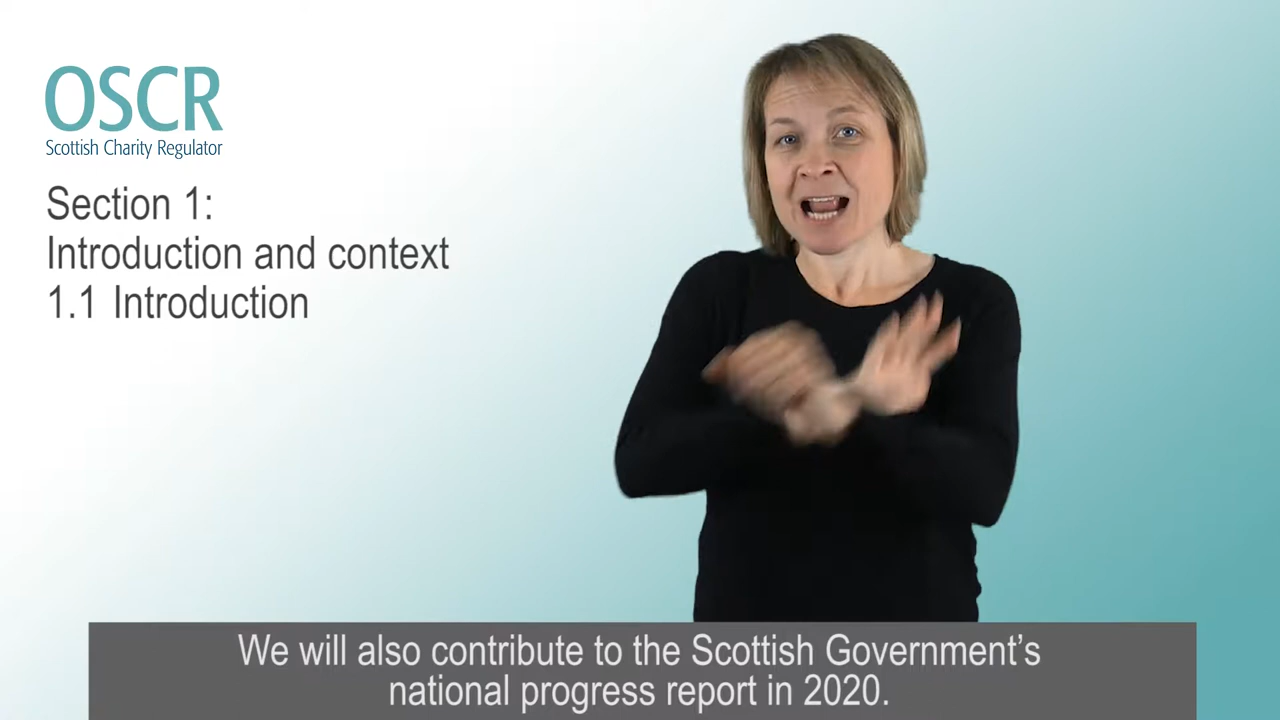 OSCR
Scottish Charity Regulator
Section 1:
Introduction and context
1.1 Introduction
We will also contribute to the Scottish Government’s
national progress report in 2020.